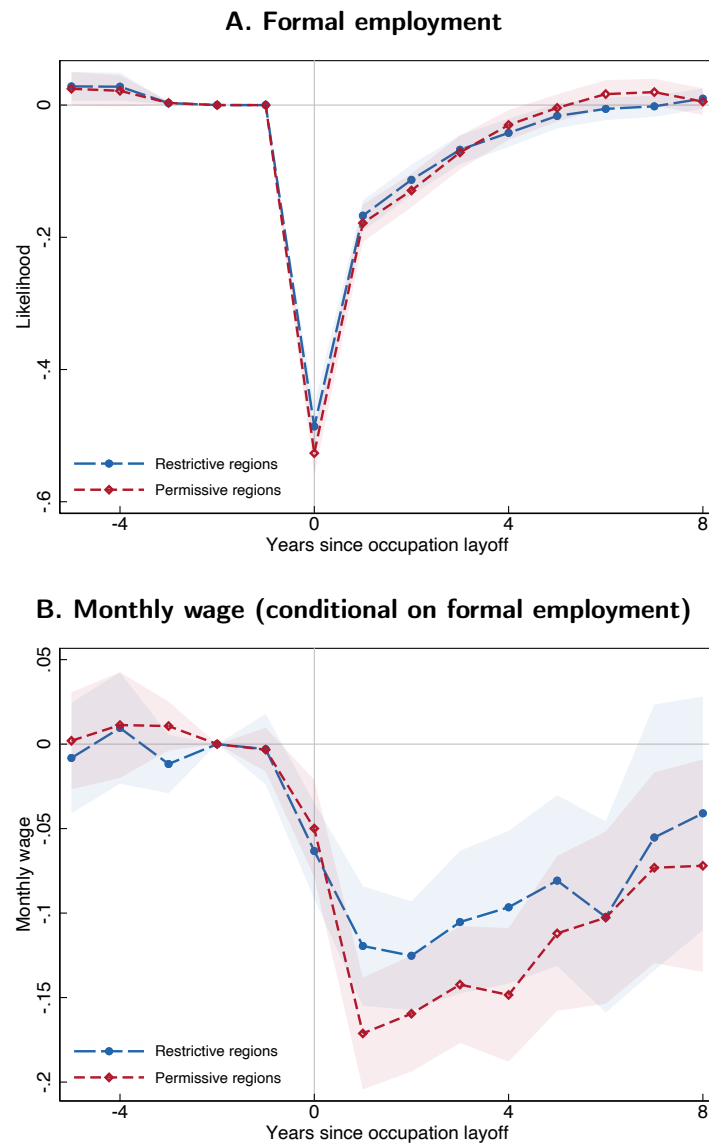 A. Formal employment
0
-.2
-.4
-.6
Likelihood
Restrictive regions
Permissive regions
-4
0
4
8
Years since occupation layoff
B. Monthly wage (conditional on formal employment)
.05
0
-.05
-.1
-.15
-.2
Monthly wage
Restrictive regions
Permissive regions
-4
0
4
8
Years since occupation layoff